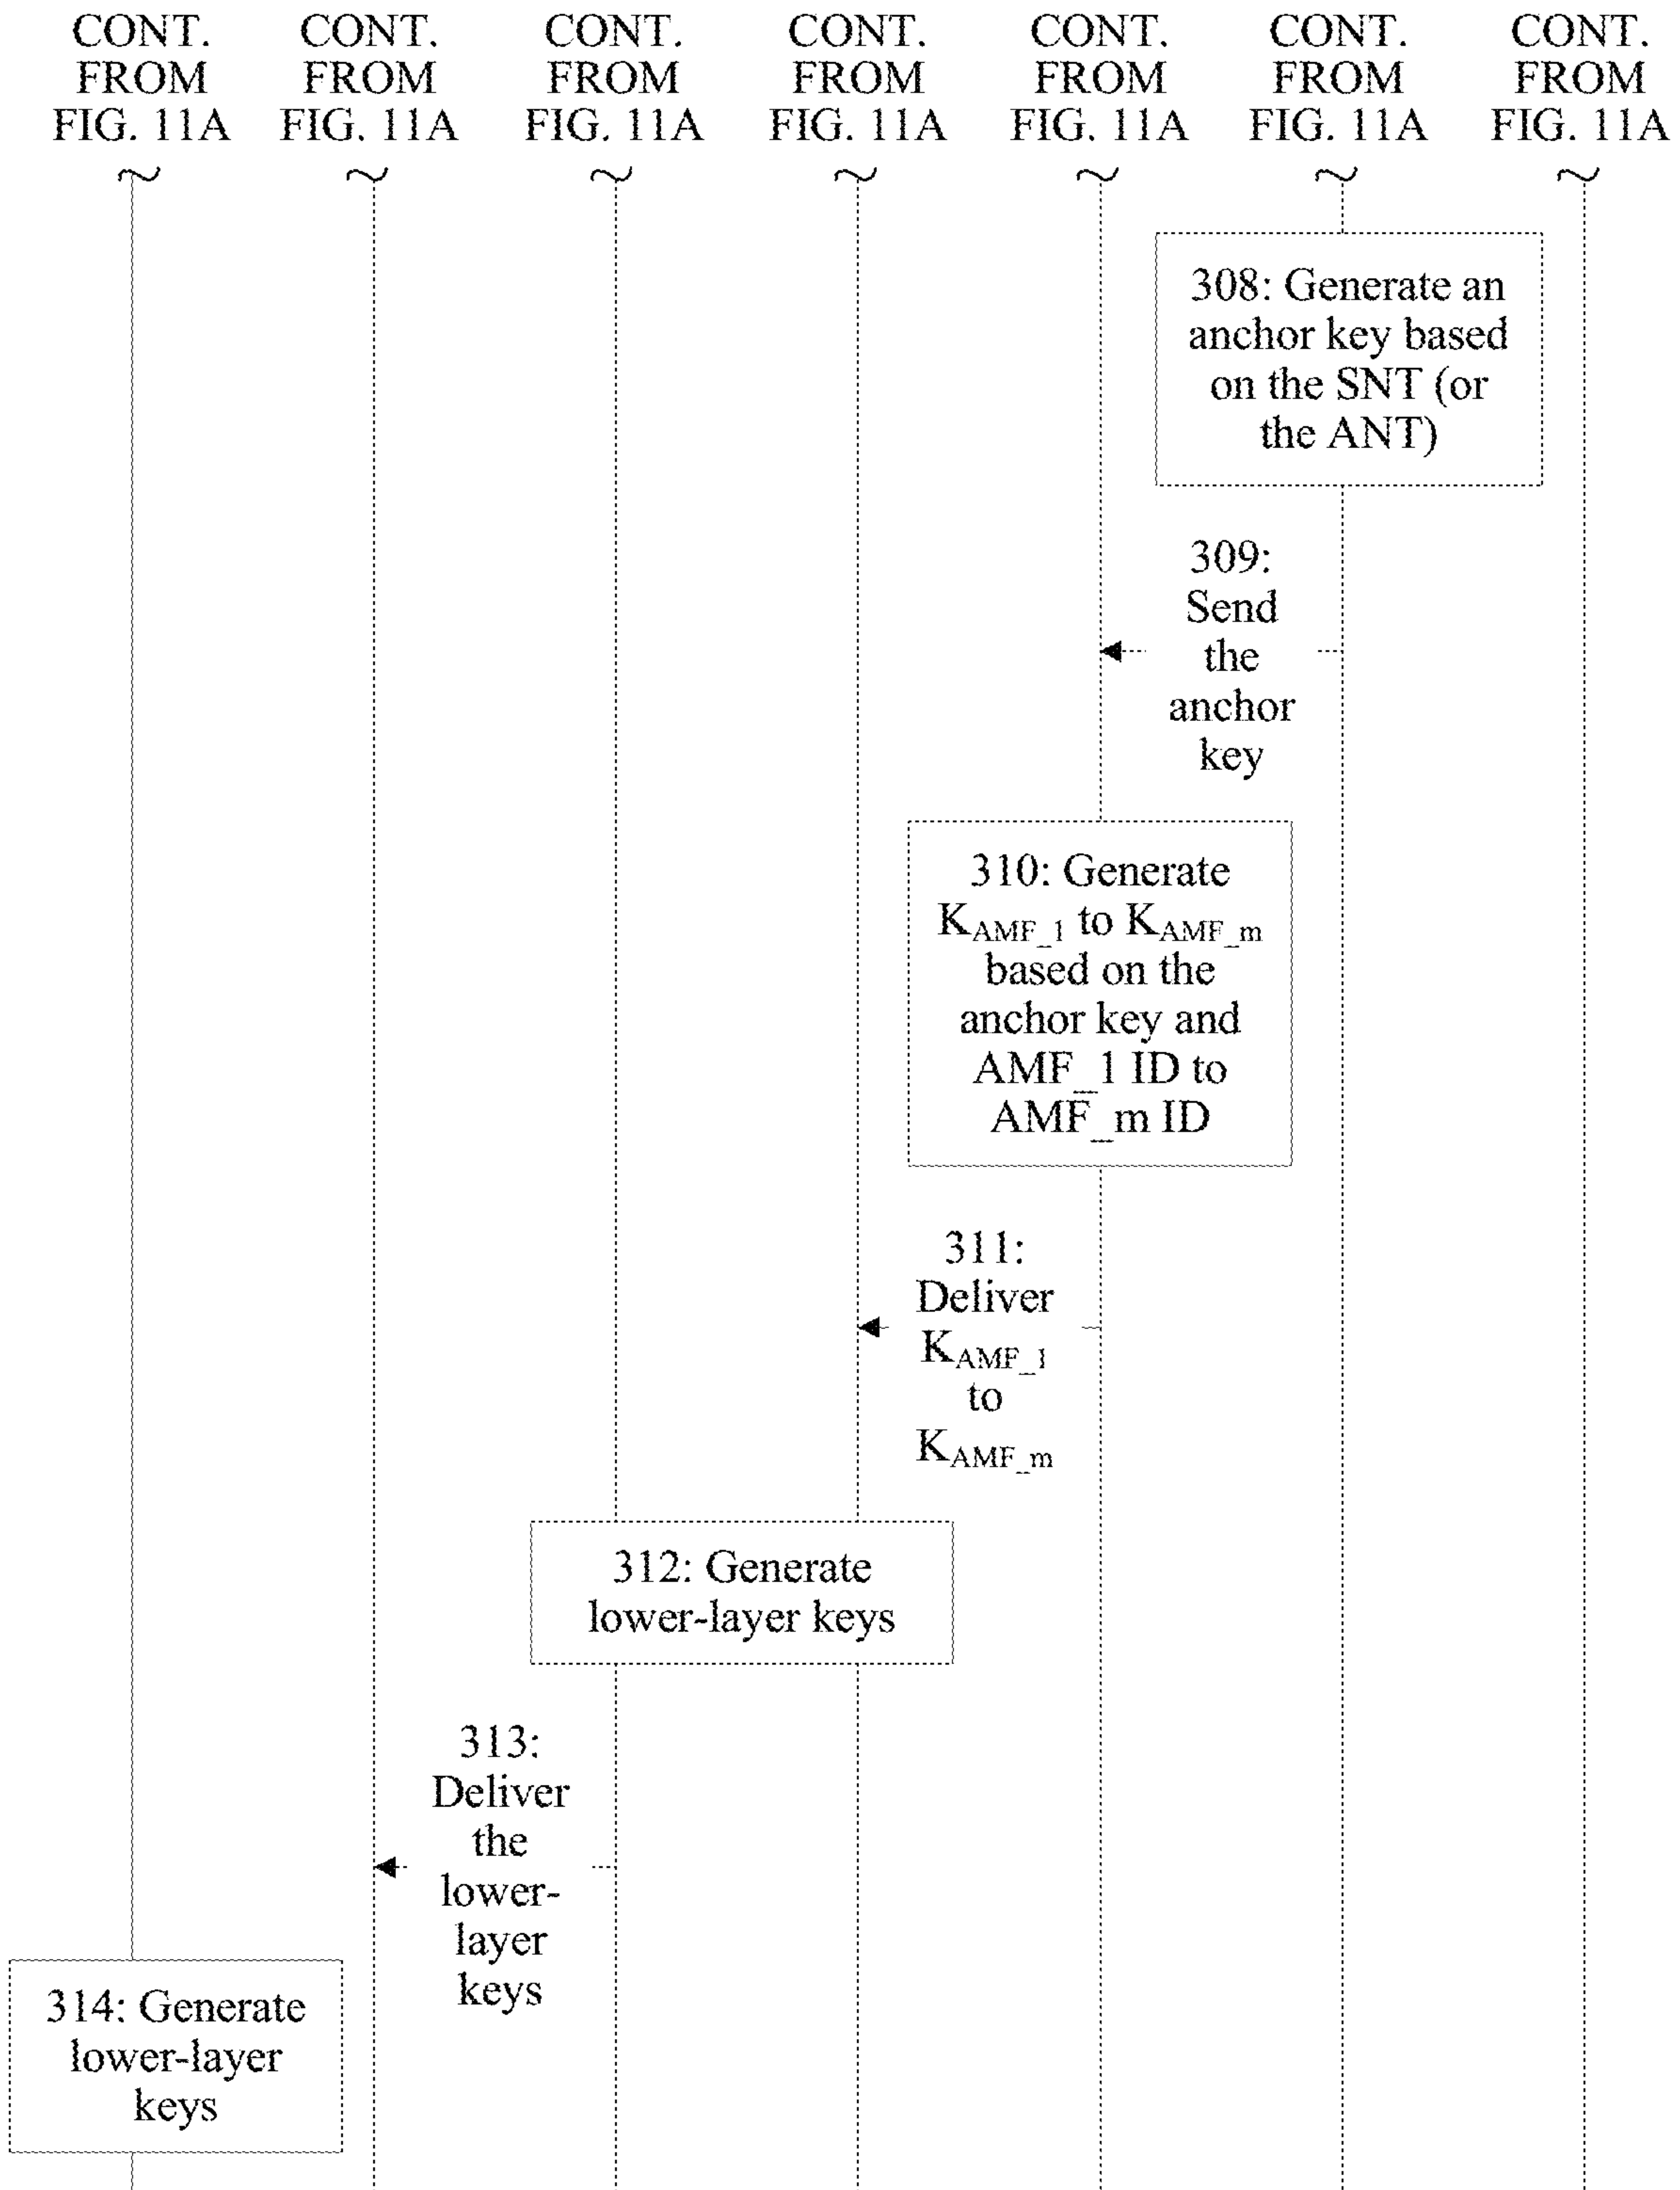 CONT. CONT. CONT. CONT. CONT. CONT. CONT.
FROM FROM FROM FROM FROM FROM FROM
FIG. 11A FIG. 11A FIG. 11A FIG. 11A FIG. 11A FIG. 11A FIG. 11A
308: Generate an
anchor key based
on the SNT (or
the ANT)
309:
Send
the
anchor
key
310: Generate
K_AMF_1 to K_AMF_m
based on the
anchor key and
AMF_1 ID to
AMF_m ID
311:
Deliver
K_AMF_1
to
K_AMF_m
312: Generate
lower-layer keys
313:
Deliver
the
lower-
layer
keys
314: Generate
lower-layer
keys